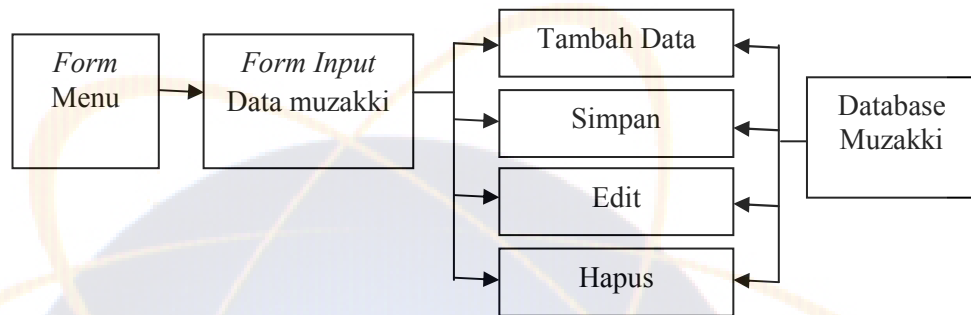 Form
Menu
Form Input
Data muzakki
Tambah Data
Simpan
Edit
Hapus
Database
Muzakki